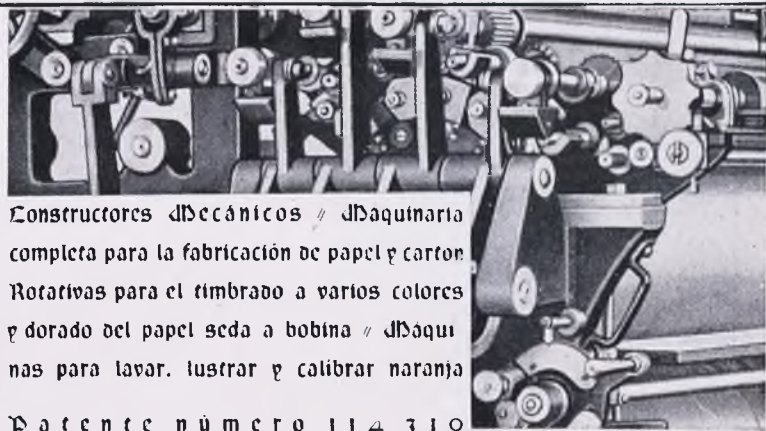 Constructores Mecánicos // Maquinaria
completa para la fabricación de papel y carton
Rotativas para el timbrado a varios colores
y dorado del papel seda a bobina // Máqui
nas para lavar, lustrar y calibrar naranja
Patente número 114.310